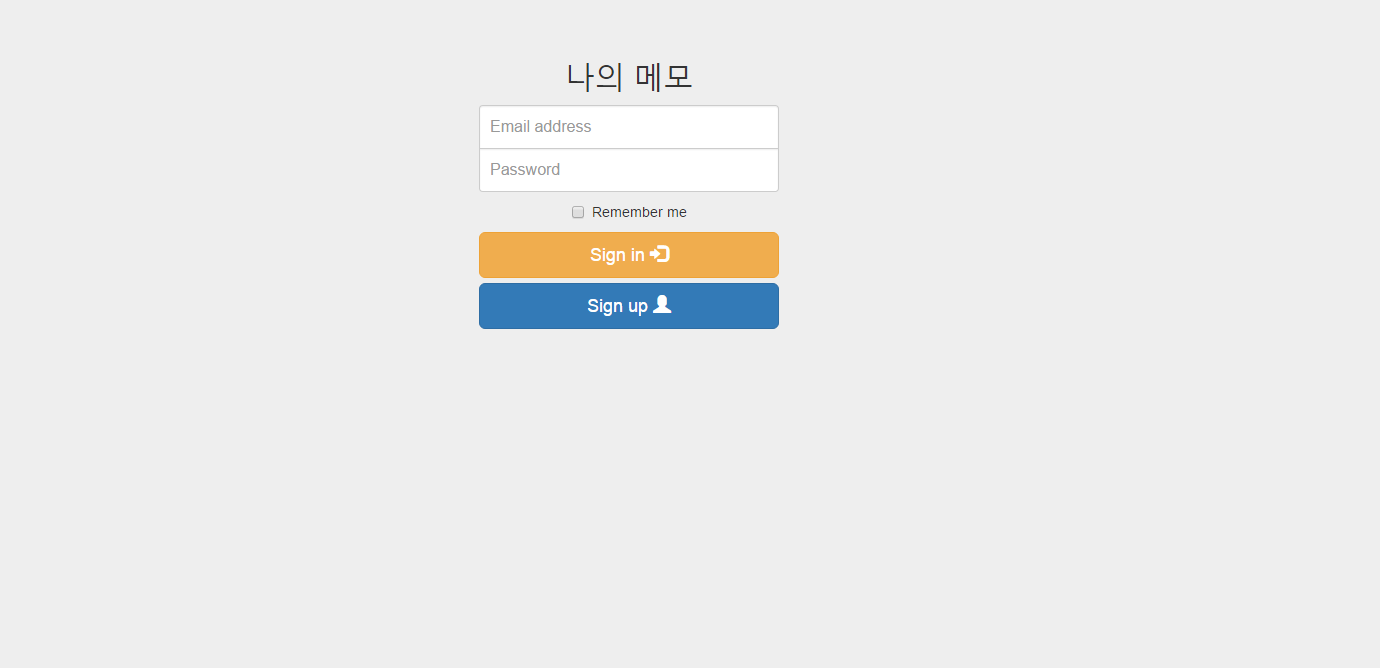 나의 메모
Email address
Password
Remember me
Sign in
Sign up